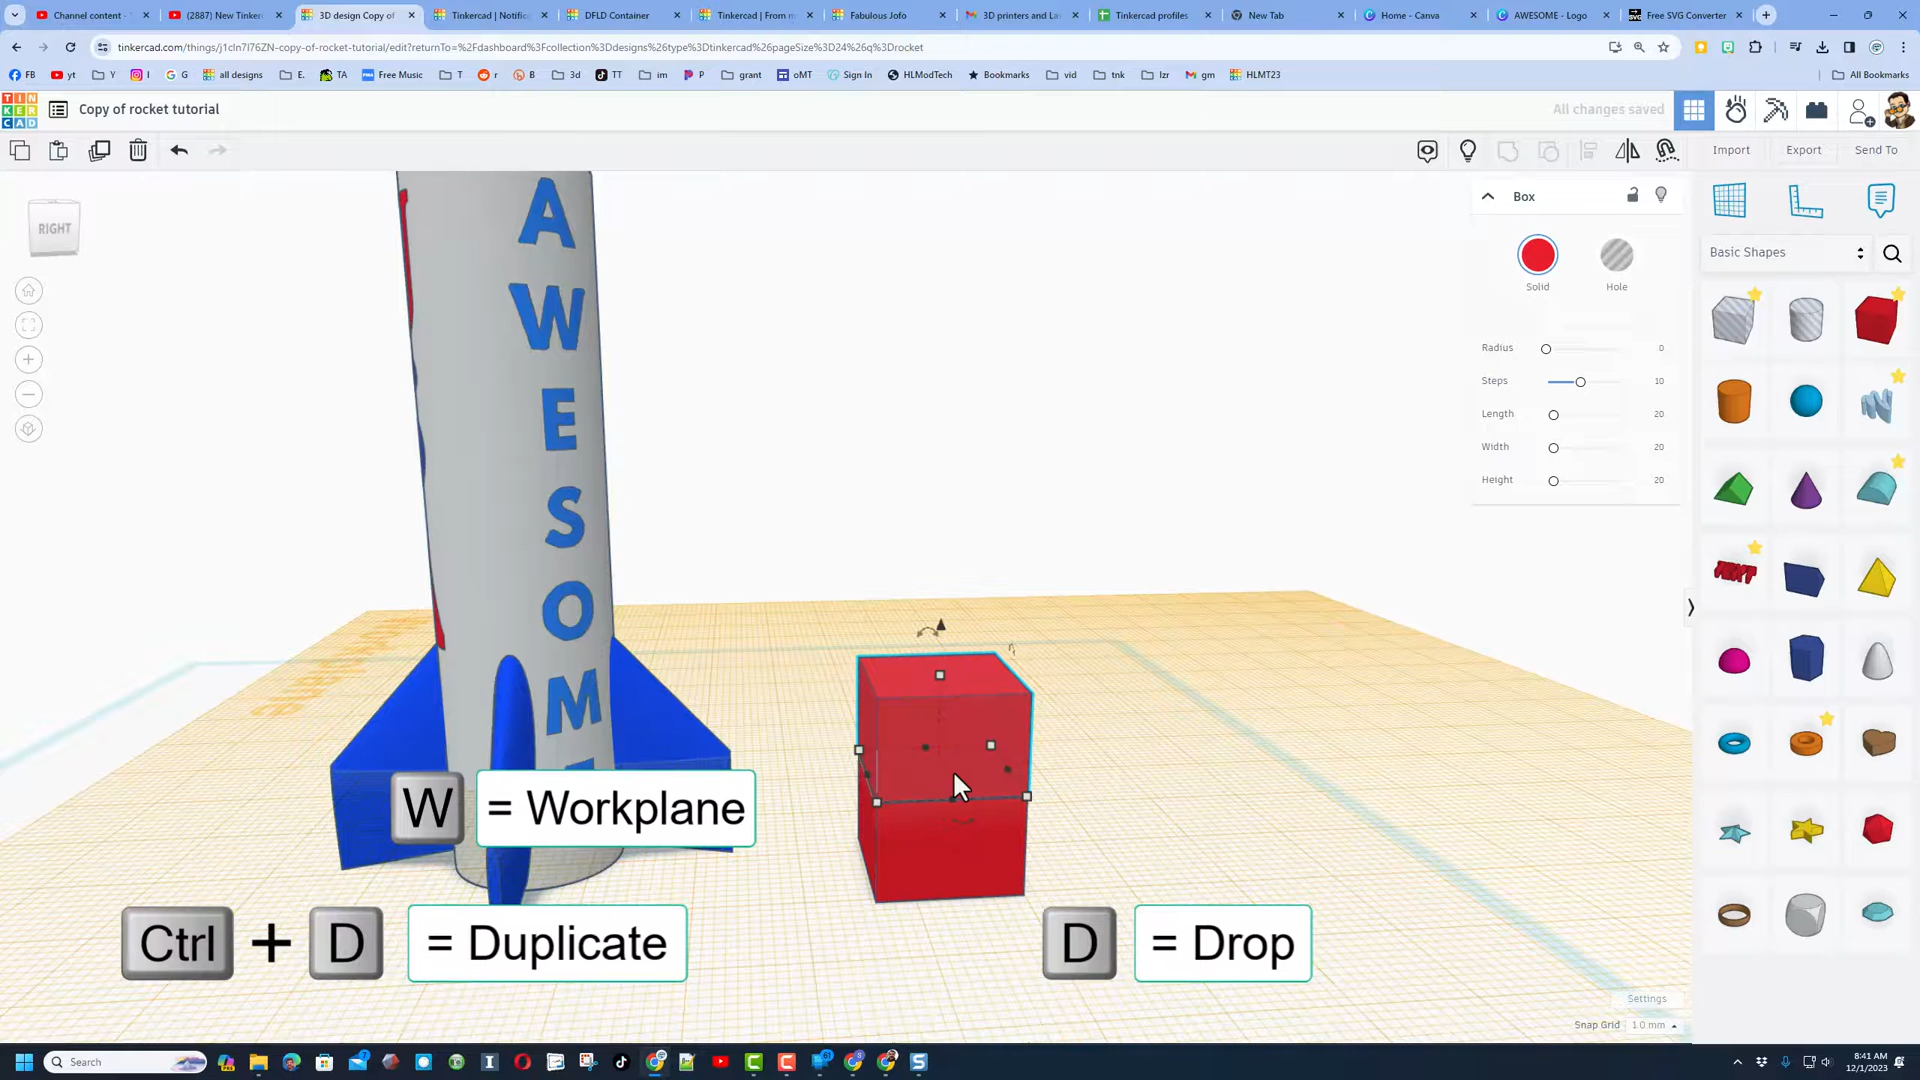 Channel content
(2887) New Tinker
3D design Copy of
Tinkercad | Notific
DFLD Container
Tinkercad | From m
Fabulous Jofo
3D printers and La
Tinkercad profiles
New Tab
Home - Canva
AWESOME - Logo
Free SVG Converter
tinkercad.com/things/j1cln7I76ZN-copy-of-rocket-tutorial/edit?returnTo=%2Fdashboard%3Fcollection%3Ddesigns%26type%3Dtinkercad%26pageSize%3D24%26q%3Drocket
FB
yt
Y
I
G
all designs
E.
TA
Free Music
T
r
B
3d
TT
im
P
grant
oMT
Sign In
HLModTech
Bookmarks
vid
tnk
lzr
gm
HLMT23
All Bookmarks
TIN
KER
CAD
Copy of rocket tutorial
All changes saved
Import
Export
Send To
RIGHT
Box
Solid
Hole
Radius 0
Steps 10
Length 20
Width 20
Height 20
Basic Shapes
TEXT
A
W
E
S
O
M
E
W = Workplane
Ctrl + D = Duplicate
D = Drop
Settings
Snap Grid 1.0 mm
Search
8:41 AM
12/1/2023